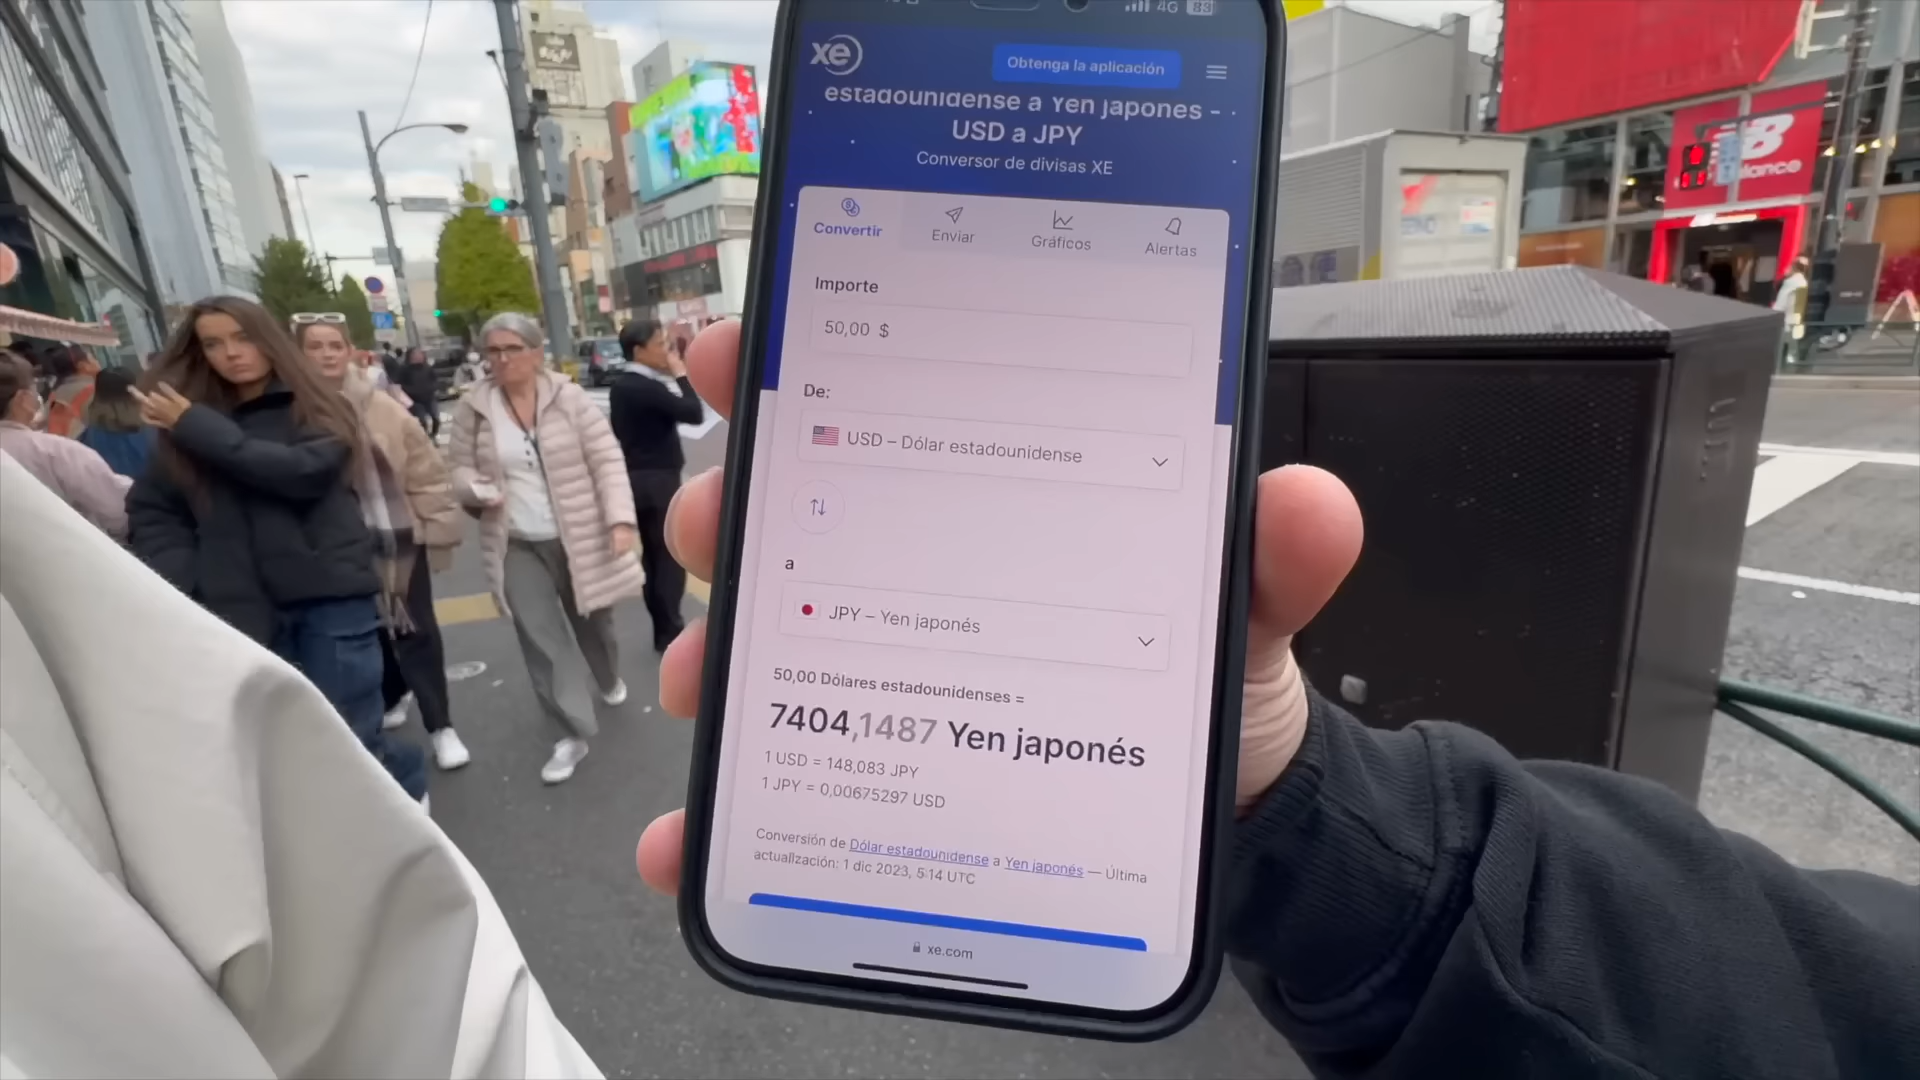 4G 83
xe
Obtenga la aplicación
estadounidense a Yen japonés -
USD a JPY
Conversor de divisas XE
Convertir
Enviar
Gráficos
Alertas
Importe
50,00 $
De:
USD – Dólar estadounidense
a
JPY – Yen japonés
50,00 Dólares estadounidenses =
7404,1487 Yen japonés
1 USD = 148,083 JPY
1 JPY = 0,00675297 USD
Conversión de Dólar estadounidense a Yen japonés — Última
actualización: 1 dic 2023, 5:14 UTC
xe.com